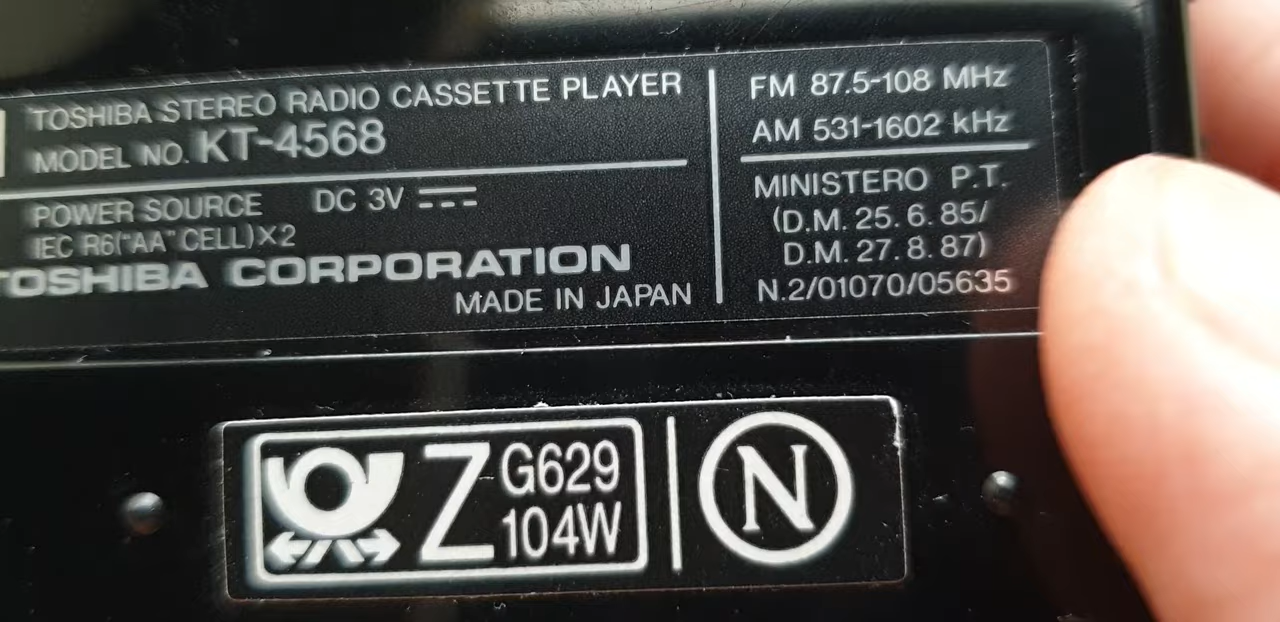 TOSHIBA STEREO RADIO CASSETTE PLAYER
MODEL NO. KT-4568
POWER SOURCE DC 3V
IEC R6("AA" CELL)×2
TOSHIBA CORPORATION
MADE IN JAPAN
FM 87.5-108 MHz
AM 531-1602 kHz
MINISTERO P.T.
(D.M. 25. 6. 85/
D.M. 27. 8. 87)
N.2/01070/05635
Z G629
104W
N